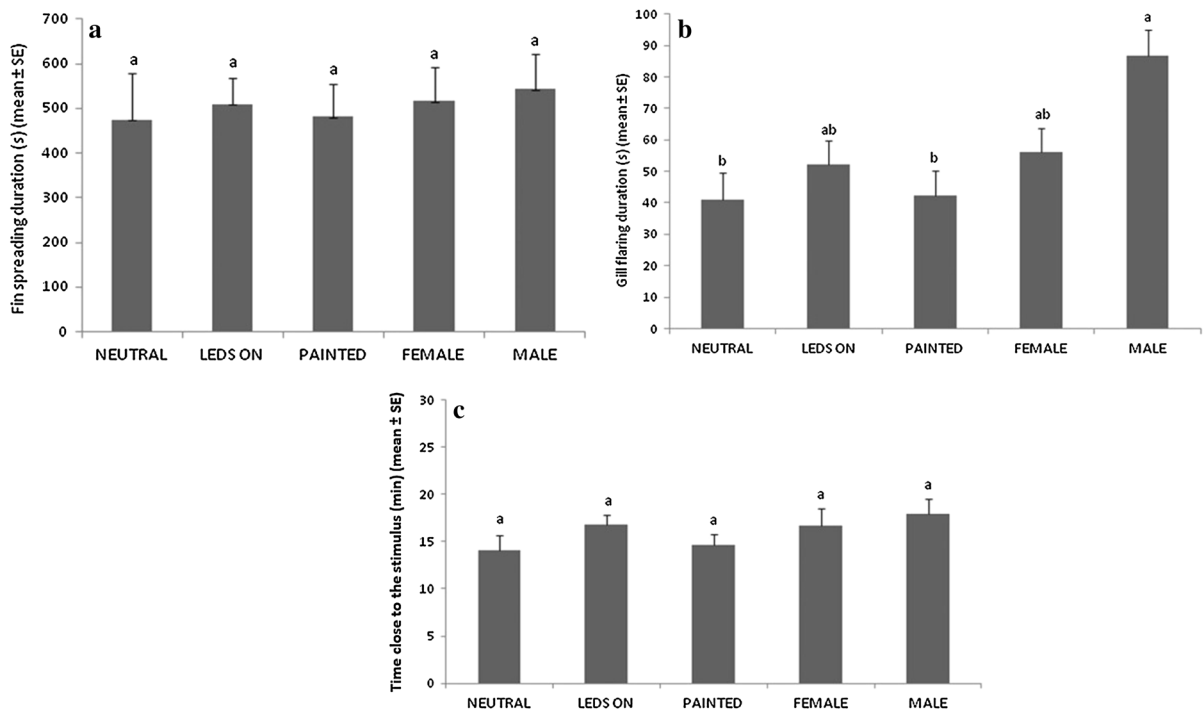 a
Fin spreading duration (s) (mean ± SE)
700
600
500
400
300
200
100
0
a
a
a
a
a
NEUTRAL
LEDS ON
PAINTED
FEMALE
MALE
b
Gill flaring duration (s) (mean ± SE)
100
90
80
70
60
50
40
30
20
10
0
b
ab
b
ab
a
NEUTRAL
LEDS ON
PAINTED
FEMALE
MALE
c
Time close to the stimulus (min) (mean ± SE)
30
25
20
15
10
5
0
a
a
a
a
a
NEUTRAL
LEDS ON
PAINTED
FEMALE
MALE